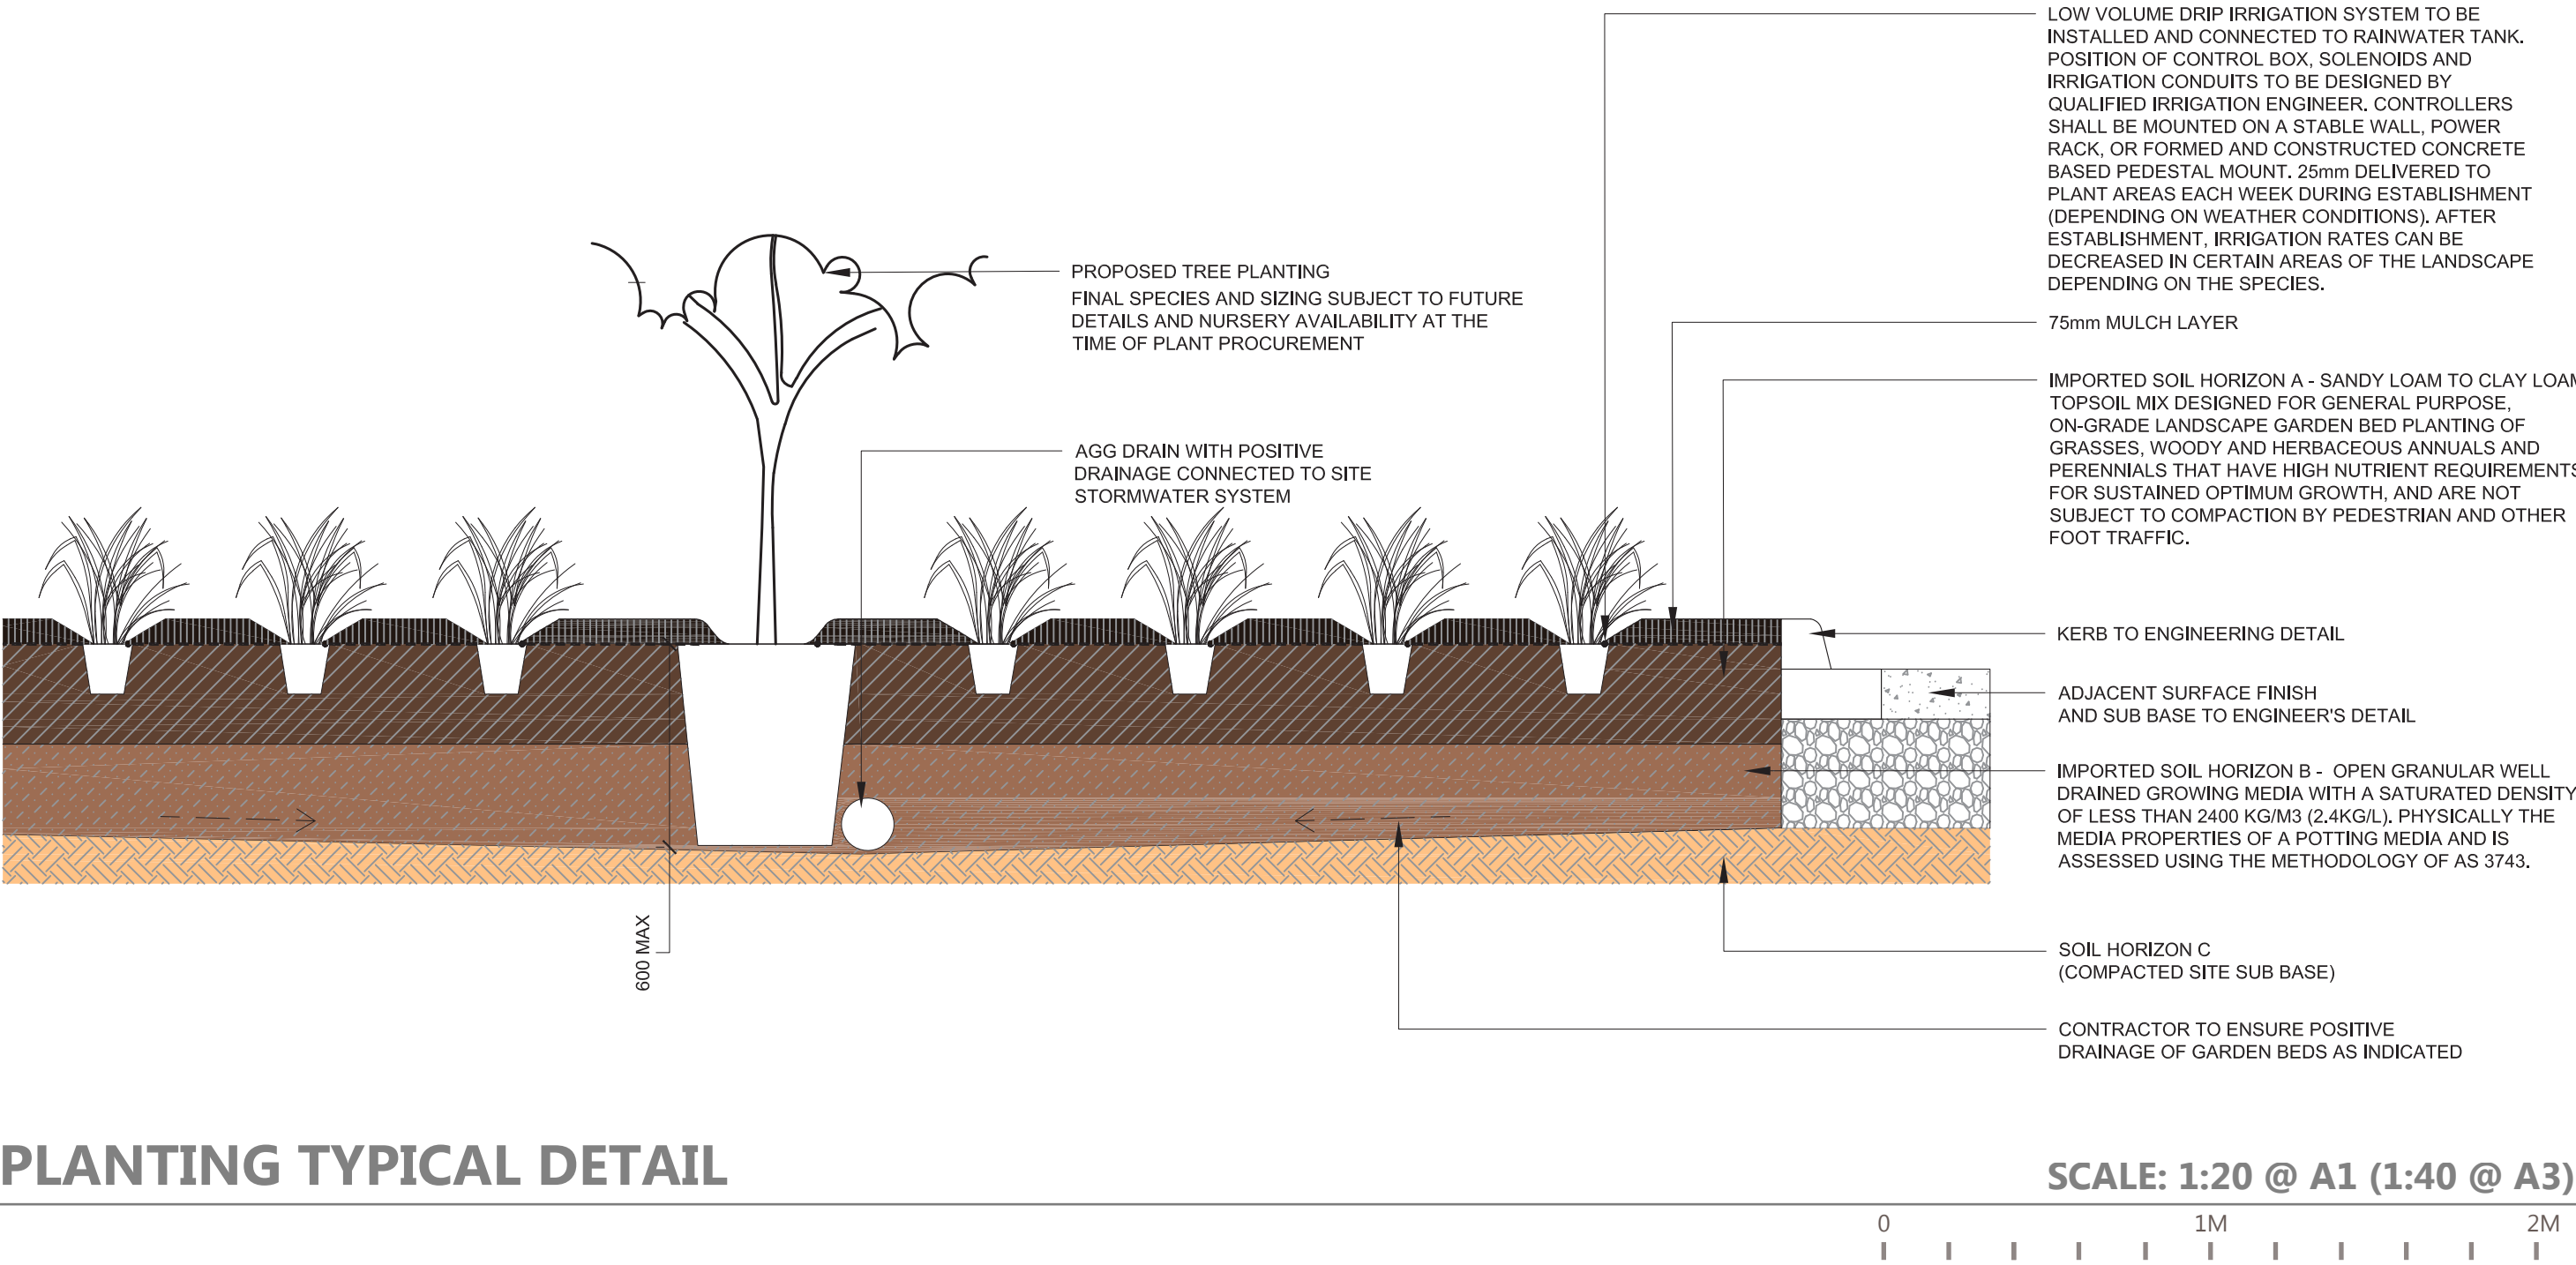 LOW VOLUME DRIP IRRIGATION SYSTEM TO BE
INSTALLED AND CONNECTED TO RAINWATER TANK.
POSITION OF CONTROL BOX, SOLENOIDS AND
IRRIGATION CONDUITS TO BE DESIGNED BY
QUALIFIED IRRIGATION ENGINEER. CONTROLLERS
SHALL BE MOUNTED ON A STABLE WALL, POWER
RACK, OR FORMED AND CONSTRUCTED CONCRETE
BASED PEDESTAL MOUNT. 25mm DELIVERED TO
PLANT AREAS EACH WEEK DURING ESTABLISHMENT
(DEPENDING ON WEATHER CONDITIONS). AFTER
ESTABLISHMENT, IRRIGATION RATES CAN BE
DECREASED IN CERTAIN AREAS OF THE LANDSCAPE
DEPENDING ON THE SPECIES.
PROPOSED TREE PLANTING
FINAL SPECIES AND SIZING SUBJECT TO FUTURE
DETAILS AND NURSERY AVAILABILITY AT THE
TIME OF PLANT PROCUREMENT
75mm MULCH LAYER
IMPORTED SOIL HORIZON A - SANDY LOAM TO CLAY LOAM
TOPSOIL MIX DESIGNED FOR GENERAL PURPOSE,
ON-GRADE LANDSCAPE GARDEN BED PLANTING OF
GRASSES, WOODY AND HERBACEOUS ANNUALS AND
PERENNIALS THAT HAVE HIGH NUTRIENT REQUIREMENTS
FOR SUSTAINED OPTIMUM GROWTH, AND ARE NOT
SUBJECT TO COMPACTION BY PEDESTRIAN AND OTHER
FOOT TRAFFIC.
AGG DRAIN WITH POSITIVE
DRAINAGE CONNECTED TO SITE
STORMWATER SYSTEM
KERB TO ENGINEERING DETAIL
ADJACENT SURFACE FINISH
AND SUB BASE TO ENGINEER'S DETAIL
IMPORTED SOIL HORIZON B - OPEN GRANULAR WELL
DRAINED GROWING MEDIA WITH A SATURATED DENSITY
OF LESS THAN 2400 KG/M3 (2.4KG/L). PHYSICALLY THE
MEDIA PROPERTIES OF A POTTING MEDIA AND IS
ASSESSED USING THE METHODOLOGY OF AS 3743.
600 MAX
SOIL HORIZON C
(COMPACTED SITE SUB BASE)
CONTRACTOR TO ENSURE POSITIVE
DRAINAGE OF GARDEN BEDS AS INDICATED
PLANTING TYPICAL DETAIL
SCALE: 1:20 @ A1 (1:40 @ A3)
0 1M 2M